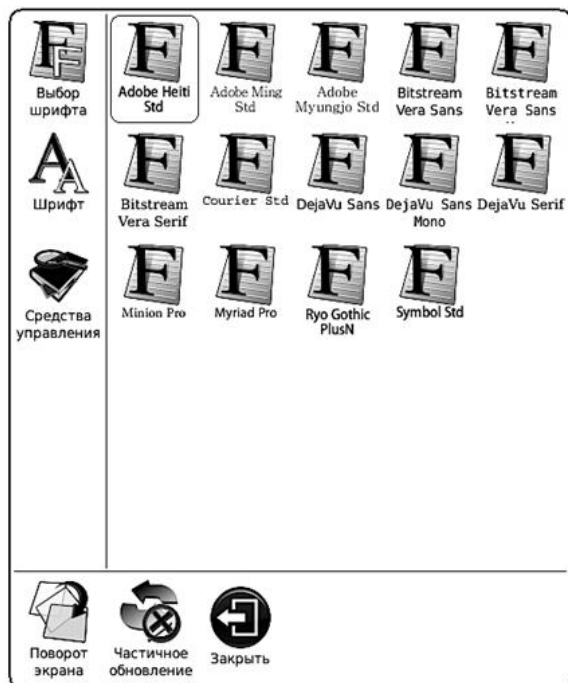 Выбор
шрифта
Adobe Heiti
Std
Adobe Ming
Std
Adobe
Myungjo Std
Bitstream
Vera Sans
Bitstream
Vera Sans
Шрифт
Bitstream
Vera Serif
Courier Std
DejaVu Sans
DejaVu Sans
Mono
DejaVu Serif
Средства
управления
Minion Pro
Myriad Pro
Ryo Gothic
PlusN
Symbol Std
Поворот
экрана
Частичное
обновление
Закрыть